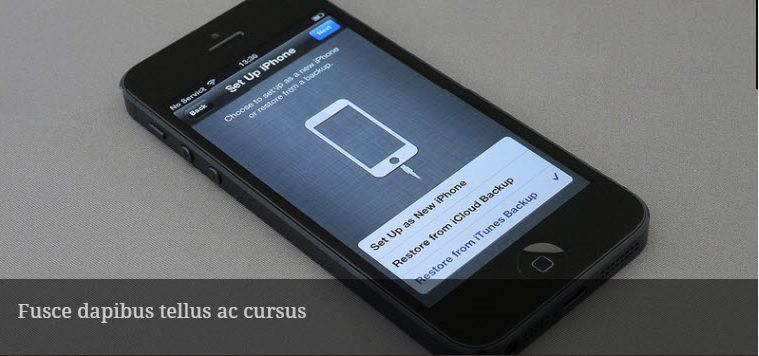 No Service
13:36
Back
Set Up iPhone
Next
Choose to set up as a new iPhone
or restore from a backup.
Set Up as New iPhone
Restore from iCloud Backup
Restore from iTunes Backup
Fusce dapibus tellus ac cursus